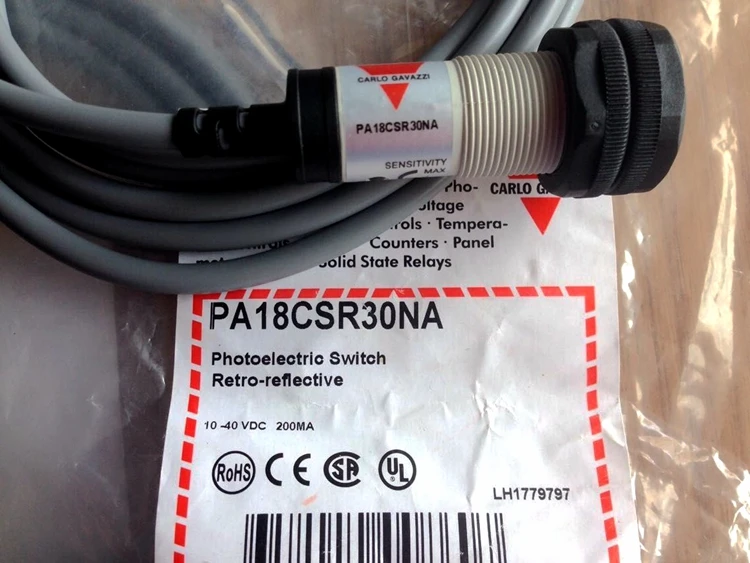 CARLO GAVAZZI
PA18CSR30NA
SENSITIVITY
MAX
Pho-
CARLO
oltage
rols · Tempera-
Counters · Panel
Solid State Relays
PA18CSR30NA
Photoelectric Switch
Retro-reflective
10-40 VDC 200MA
RoHS CE SA UL
LH1779797